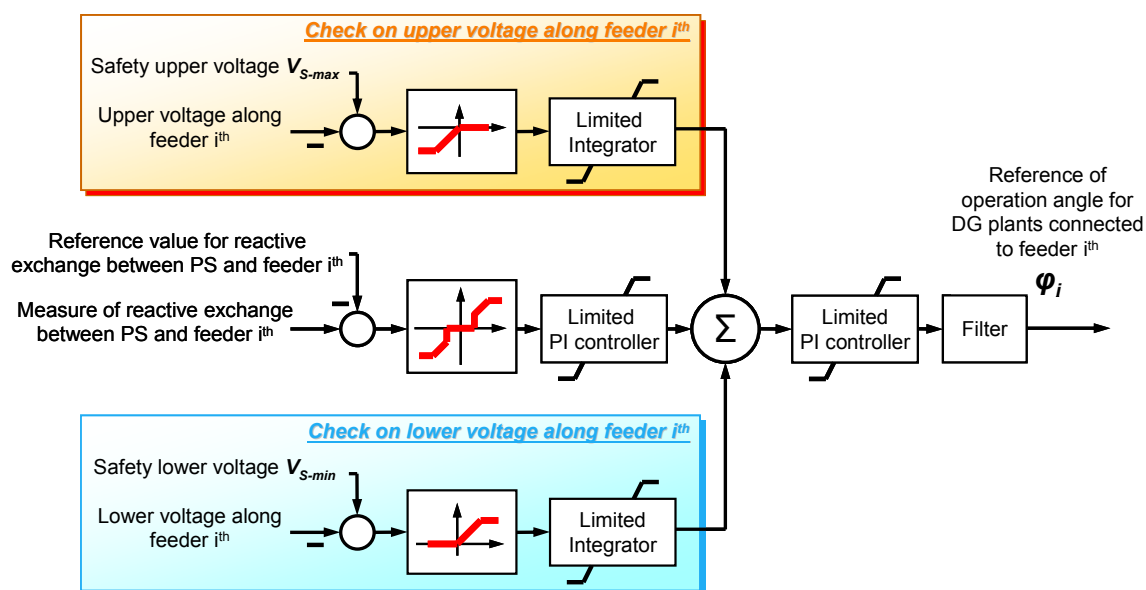 Check on upper voltage along feeder iᵗʰ
Safety upper voltage V_S-max
Upper voltage along
feeder iᵗʰ
Limited
Integrator
Reference of
operation angle for
DG plants connected
to feeder iᵗʰ
φᵢ
Reference value for reactive
exchange between PS and feeder iᵗʰ
Measure of reactive exchange
between PS and feeder iᵗʰ
Limited
PI controller
Σ
Limited
PI controller
Filter
Check on lower voltage along feeder iᵗʰ
Safety lower voltage V_S-min
Lower voltage along
feeder iᵗʰ
Limited
Integrator